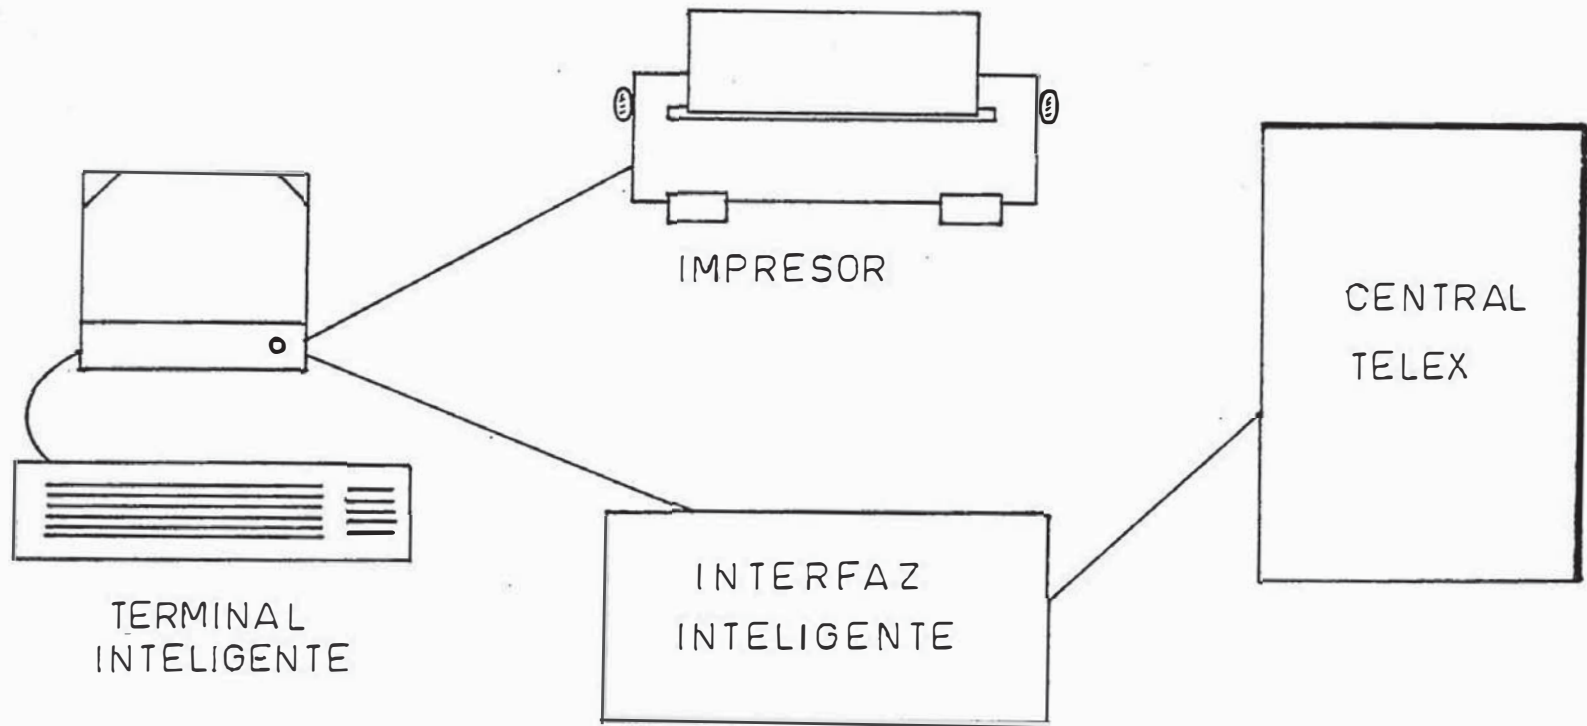 IMPRESOR
CENTRAL
TELEX
INTERFAZ
INTELIGENTE
TERMINAL
INTELIGENTE